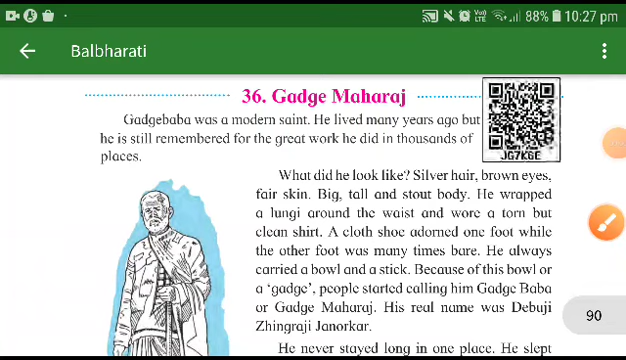 88% 10:27 pm
Balbharati
36. Gadge Maharaj
Gadgebaba was a modern saint. He lived many years ago but
he is still remembered for the great work he did in thousands of
places.
JG7K6E
What did he look like? Silver hair, brown eyes,
fair skin. Big, tall and stout body. He wrapped
a lungi around the waist and wore a torn but
clean shirt. A cloth shoe adorned one foot while
the other foot was many times bare. He always
carried a bowl and a stick. Because of this bowl or
a ‘gadge’, people started calling him Gadge Baba
or Gadge Maharaj. His real name was Debuji
Zhingraji Janorkar.
90
He never stayed long in one place. He slept